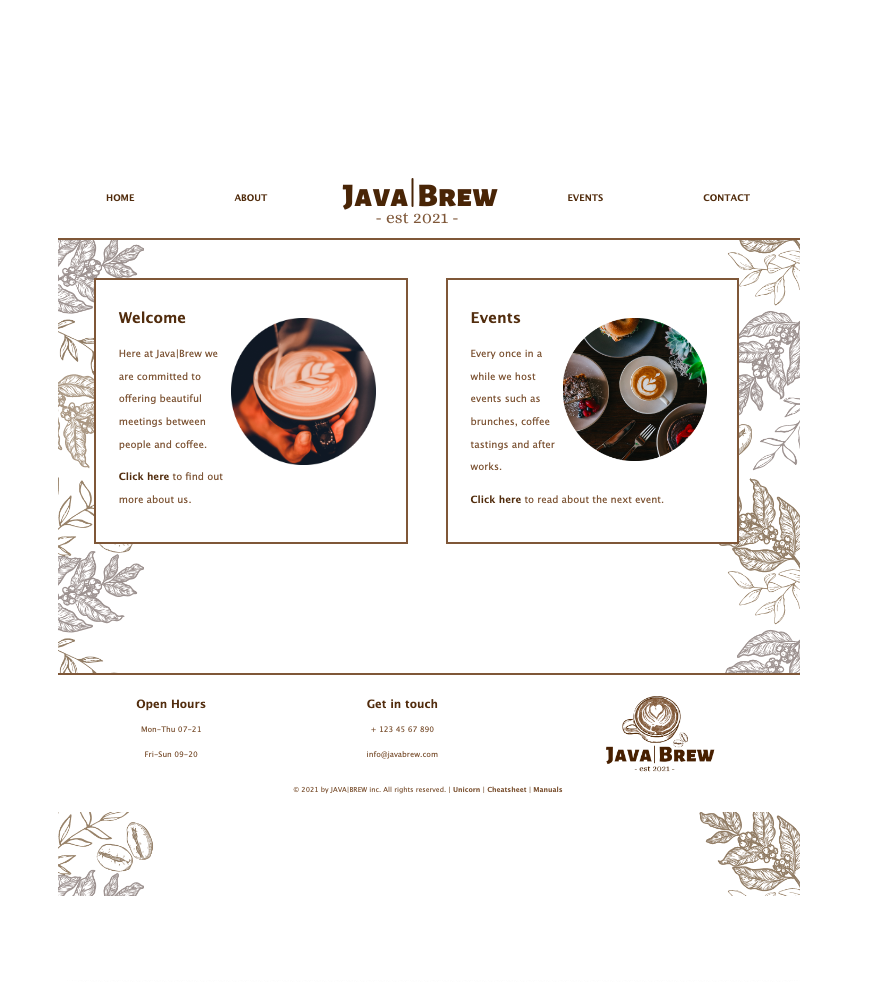 HOME ABOUT JAVA|BREW EVENTS CONTACT
- est 2021 -
Welcome
Here at Java|Brew we
are committed to
offering beautiful
meetings between
people and coffee.
Click here to find out
more about us.
Events
Every once in a
while we host
events such as
brunches, coffee
tastings and after
works.
Click here to read about the next event.
Open Hours
Mon-Thu 07-21
Fri-Sun 09-20
Get in touch
+ 123 45 67 890
info@javabrew.com
JAVA|BREW
- est 2021 -
© 2021 by JAVA|BREW inc. All rights reserved. | Unicorn | Cheatsheet | Manuals